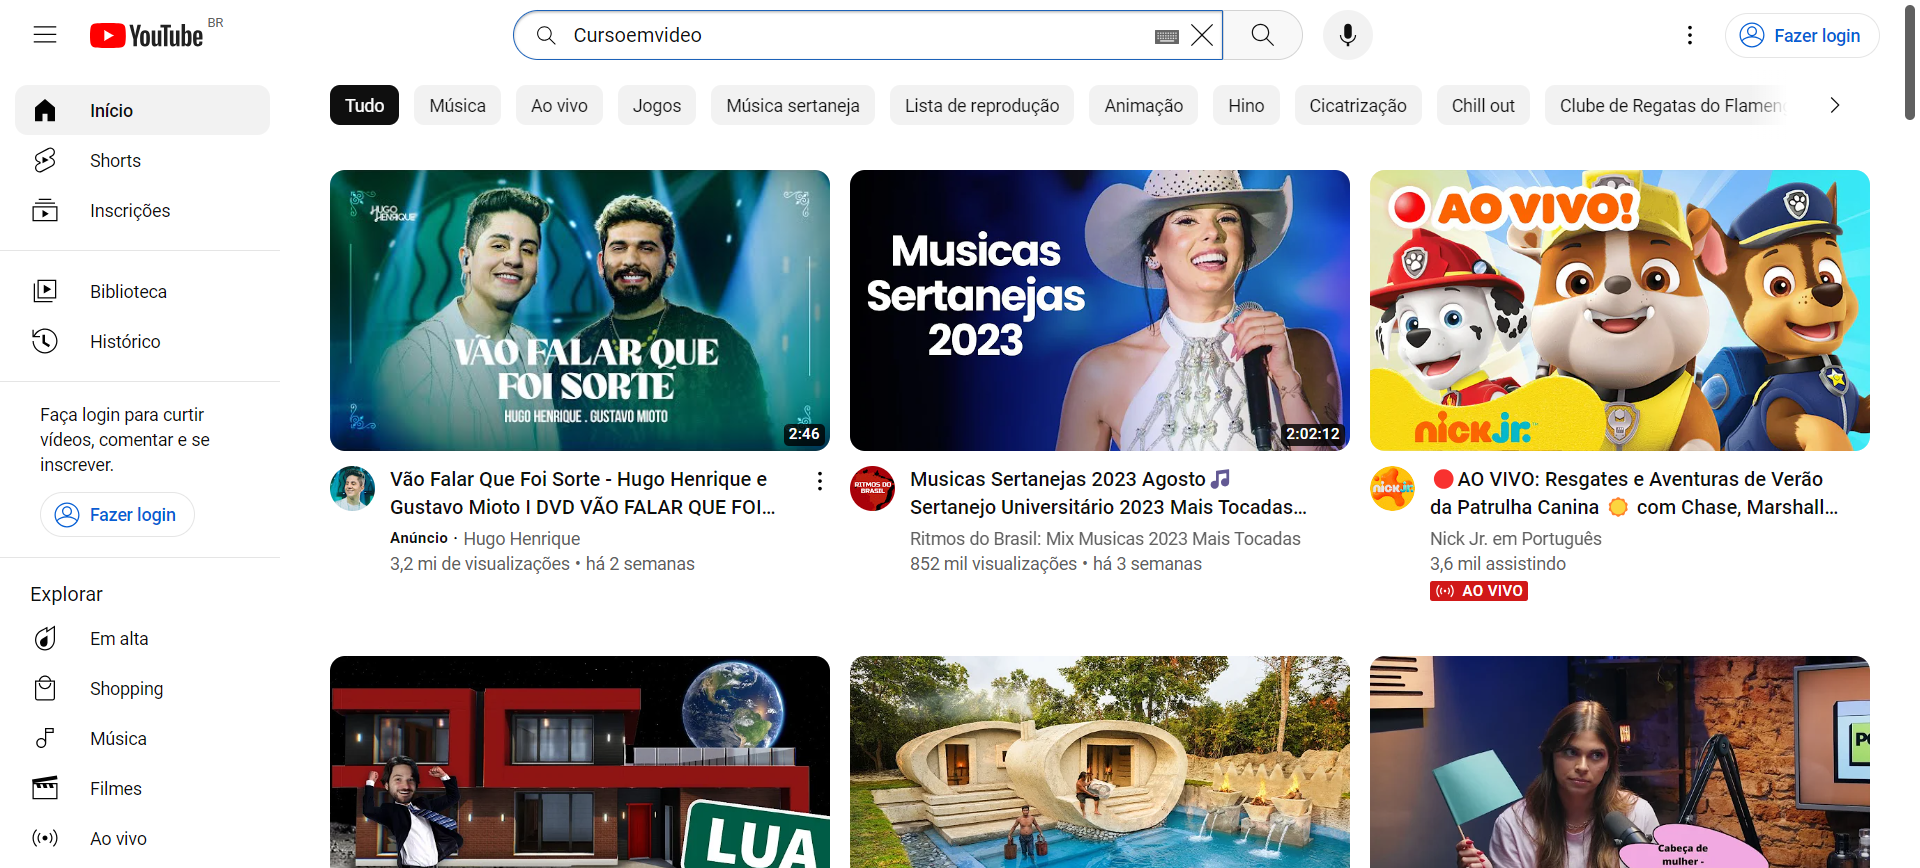 YouTube BR
Cursoemvideo
Fazer login
Início
Shorts
Inscrições
Biblioteca
Histórico
Faça login para curtir
vídeos, comentar e se
inscrever.
Fazer login
Explorar
Em alta
Shopping
Música
Filmes
Ao vivo
Tudo
Música
Ao vivo
Jogos
Música sertaneja
Lista de reprodução
Animação
Hino
Cicatrização
Chill out
Clube de Regatas do Flameng
HUGO
HENRIQUE
VÃO FALAR QUE
FOI SORTE
HUGO HENRIQUE . GUSTAVO MIOTO
2:46
Vão Falar Que Foi Sorte - Hugo Henrique e
Gustavo Mioto I DVD VÃO FALAR QUE FOI...
Anúncio · Hugo Henrique
3,2 mi de visualizações • há 2 semanas
Musicas
Sertanejas
2023
2:02:12
RITMOS DO
BRASIL
Musicas Sertanejas 2023 Agosto🎵
Sertanejo Universitário 2023 Mais Tocadas...
Ritmos do Brasil: Mix Musicas 2023 Mais Tocadas
852 mil visualizações • há 3 semanas
AO VIVO!
nick jr.
nick jr.
🔴AO VIVO: Resgates e Aventuras de Verão
da Patrulha Canina 🌞 com Chase, Marshall...
Nick Jr. em Português
3,6 mil assistindo
AO VIVO
LUA
Cabeça de
mulher -